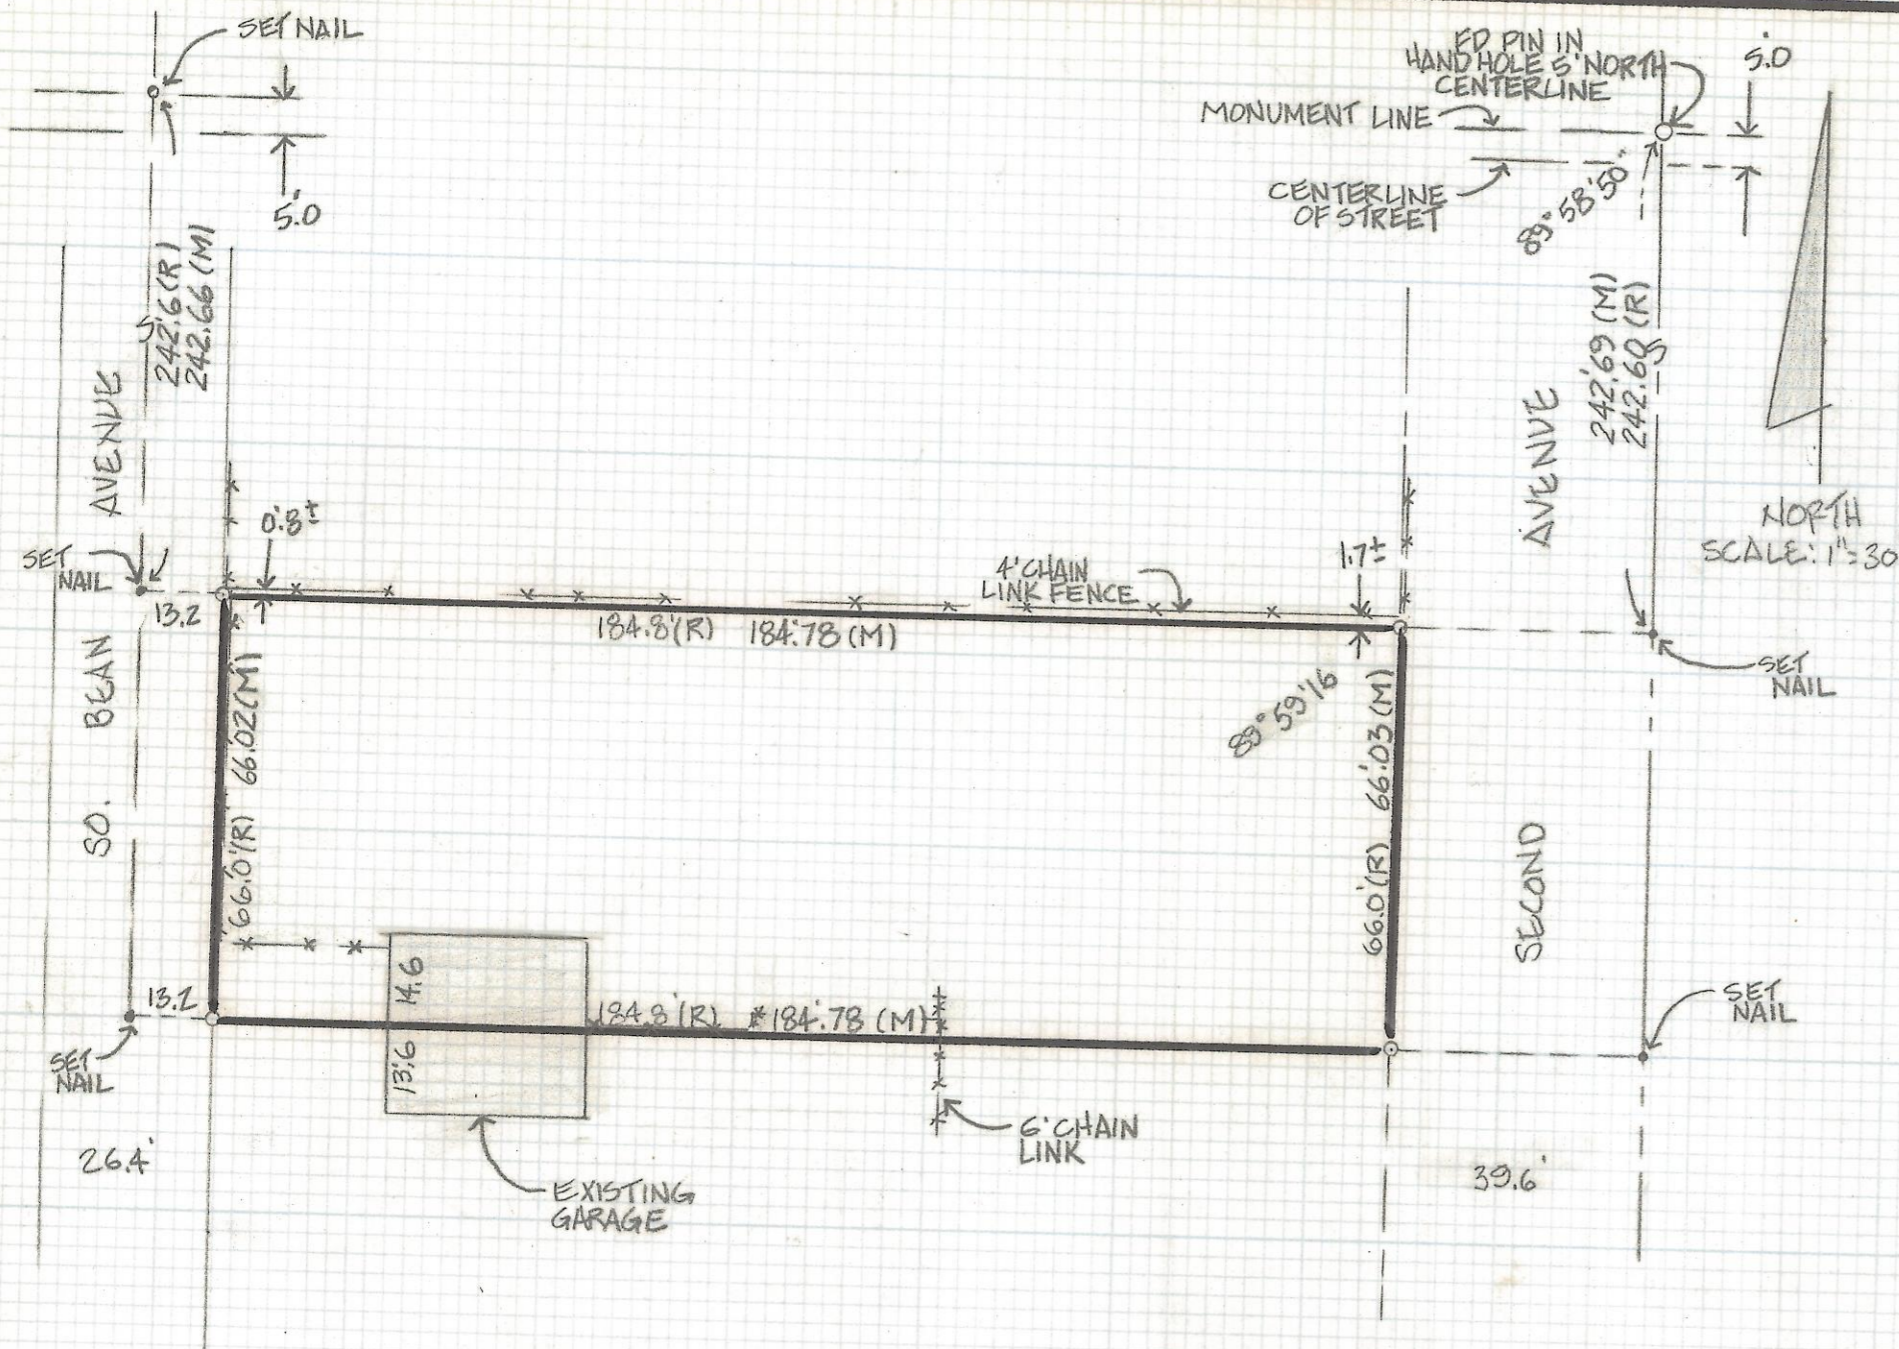 SET NAIL
5.0
FD PIN IN
HANDHOLE 5' NORTH
CENTERLINE
5.0
MONUMENT LINE
CENTERLINE
OF STREET
89° 58' 50"
242.6 (R)
242.66 (M)
242.69 (M)
242.60 (R)
NORTH
SCALE: 1"=30
AVENUE
AVENUE
0.8±
1.7±
SET
NAIL
13.2
4' CHAIN
LINK FENCE
184.8' (R) 184.78 (M)
SET
NAIL
SO. BEAN
66.0' (R) 66.02 (M)
89° 59' 16
66.0' (R) 66.03 (M)
SECOND
14.6
13.6
13.2
184.8' (R) *184.78 (M)
SET
NAIL
SET
NAIL
6' CHAIN
LINK
26.4'
39.6'
EXISTING
GARAGE